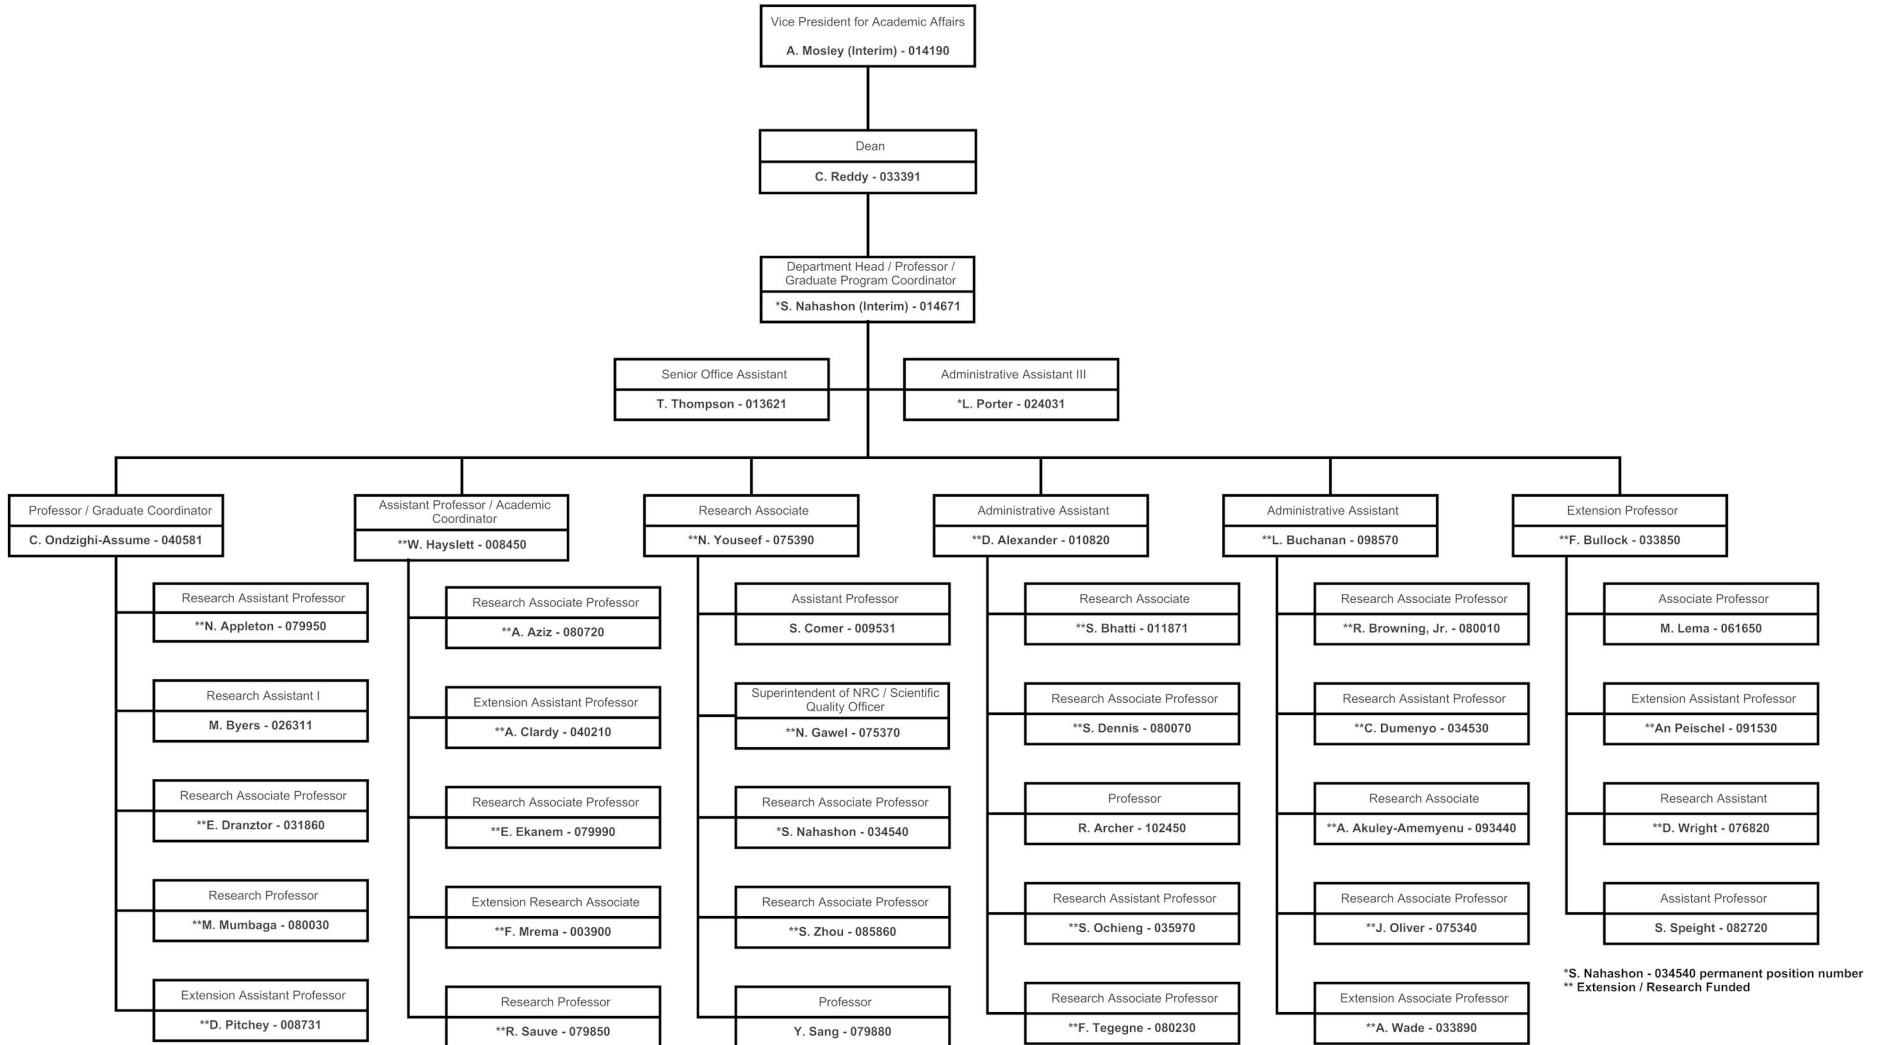 Vice President for Academic Affairs
A. Mosley (Interim) - 014190
Dean
C. Reddy - 033391
Department Head / Professor /
Graduate Program Coordinator
*S. Nahashon (Interim) - 014671
Senior Office Assistant
T. Thompson - 013621
Administrative Assistant III
*L. Porter - 024031
Professor / Graduate Coordinator
C. Ondzighi-Assume - 040581
Research Assistant Professor
**N. Appleton - 079950
Research Assistant I
M. Byers - 026311
Research Associate Professor
**E. Dranztor - 031860
Research Professor
**M. Mumbaga - 080030
Extension Assistant Professor
**D. Pitchey - 008731
Assistant Professor / Academic
Coordinator
**W. Hayslett - 008450
Research Associate Professor
**A. Aziz - 080720
Extension Assistant Professor
**A. Clardy - 040210
Research Associate Professor
**E. Ekanem - 079990
Extension Research Associate
**F. Mrema - 003900
Research Professor
**R. Sauve - 079850
Research Associate
**N. Youseef - 075390
Assistant Professor
S. Comer - 009531
Superintendent of NRC / Scientific
Quality Officer
**N. Gawel - 075370
Research Associate Professor
*S. Nahashon - 034540
Research Associate Professor
**S. Zhou - 085860
Professor
Y. Sang - 079880
Administrative Assistant
**D. Alexander - 010820
Research Associate
**S. Bhatti - 011871
Research Associate Professor
**S. Dennis - 080070
Professor
R. Archer - 102450
Research Assistant Professor
**S. Ochieng - 035970
Research Associate Professor
**F. Tegegne - 080230
Administrative Assistant
**L. Buchanan - 098570
Research Associate Professor
**R. Browning, Jr. - 080010
Research Assistant Professor
**C. Dumenyo - 034530
Research Associate
**A. Akuley-Amemyenu - 093440
Research Associate Professor
**J. Oliver - 075340
Extension Associate Professor
**A. Wade - 033890
Extension Professor
**F. Bullock - 033850
Associate Professor
M. Lema - 061650
Extension Assistant Professor
**An Peischel - 091530
Research Assistant
**D. Wright - 076820
Assistant Professor
S. Speight - 082720
*S. Nahashon - 034540 permanent position number
** Extension / Research Funded